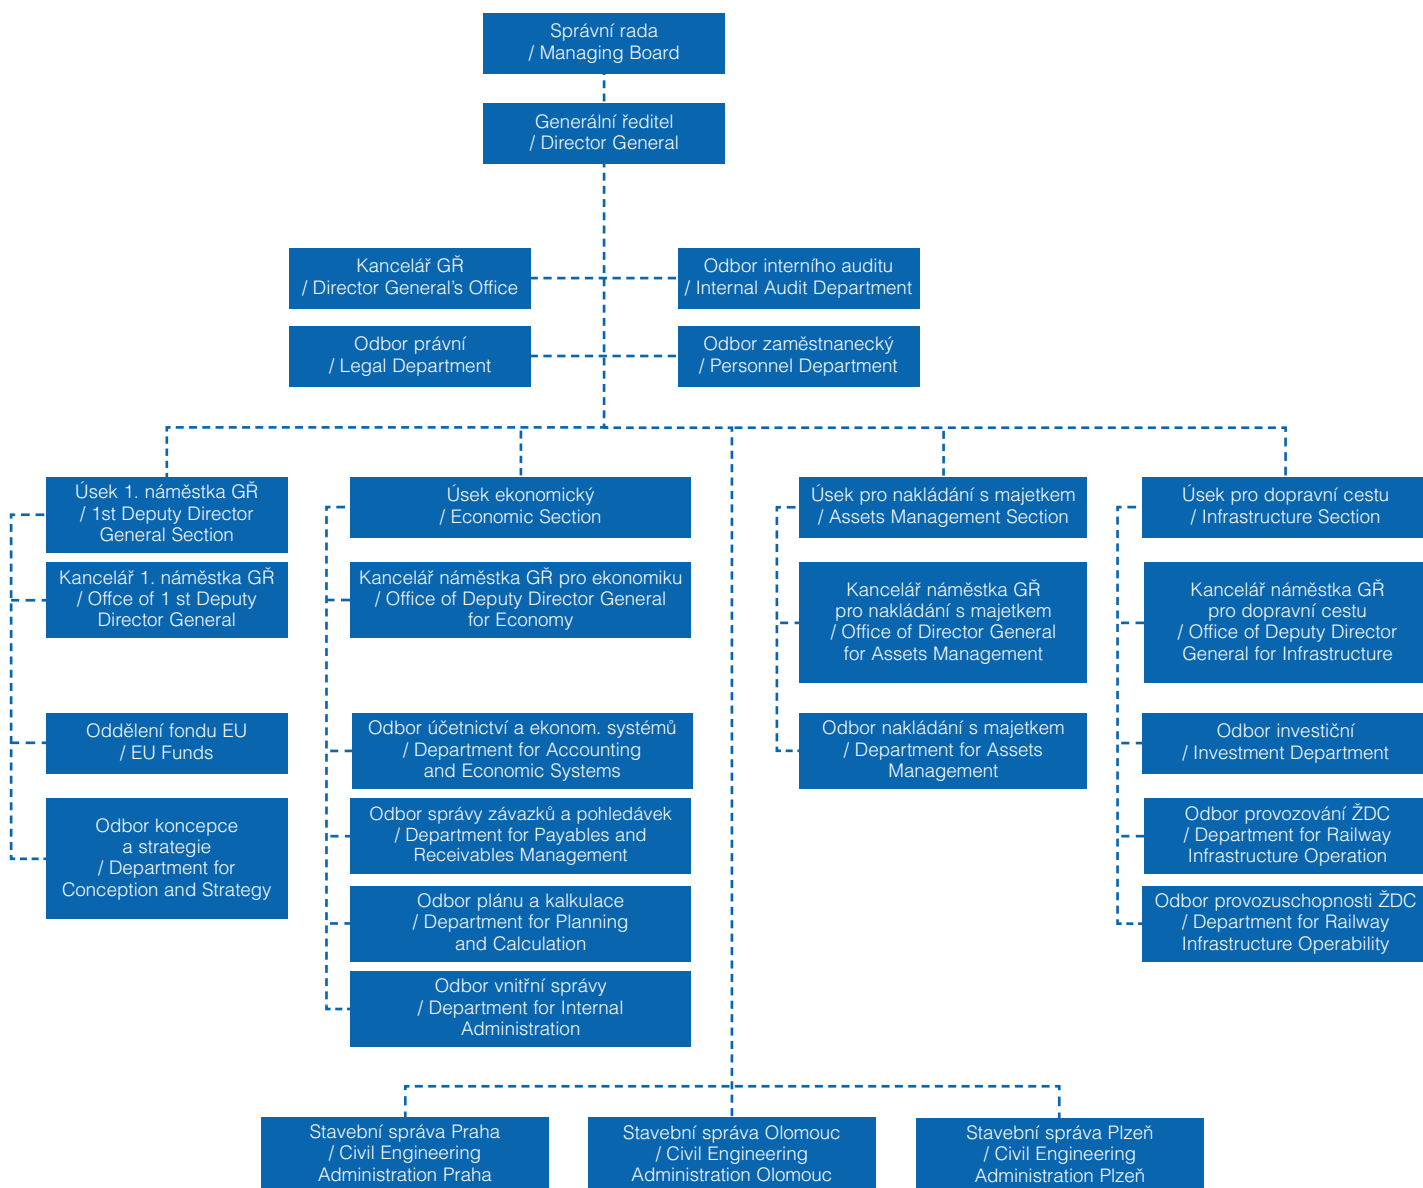 Správní rada
/ Managing Board
Generální ředitel
/ Director General
Kancelář GŘ
/ Director General's Office
Odbor interního auditu
/ Internal Audit Department
Odbor právní
/ Legal Department
Odbor zaměstnanecký
/ Personnel Department
Úsek 1. náměstka GŘ
/ 1st Deputy Director
General Section
Kancelář 1. náměstka GŘ
/ Offce of 1 st Deputy
Director General
Oddělení fondu EU
/ EU Funds
Odbor koncepce
a strategie
/ Department for
Conception and Strategy
Úsek ekonomický
/ Economic Section
Kancelář náměstka GŘ pro ekonomiku
/ Office of Deputy Director General
for Economy
Odbor účetnictví a ekonom. systémů
/ Department for Accounting
and Economic Systems
Odbor správy závazků a pohledávek
/ Department for Payables and
Receivables Management
Odbor plánu a kalkulace
/ Department for Planning
and Calculation
Odbor vnitřní správy
/ Department for Internal
Administration
Úsek pro nakládání s majetkem
/ Assets Management Section
Kancelář náměstka GŘ
pro nakládání s majetkem
/ Office of Director General
for Assets Management
Odbor nakládání s majetkem
/ Department for Assets
Management
Úsek pro dopravní cestu
/ Infrastructure Section
Kancelář náměstka GŘ
pro dopravní cestu
/ Office of Deputy Director
General for Infrastructure
Odbor investiční
/ Investment Department
Odbor provozování ŽDC
/ Department for Railway
Infrastructure Operation
Odbor provozuschopnosti ŽDC
/ Department for Railway
Infrastructure Operability
Stavební správa Praha
/ Civil Engineering
Administration Praha
Stavební správa Olomouc
/ Civil Engineering
Administration Olomouc
Stavební správa Plzeň
/ Civil Engineering
Administration Plzeň